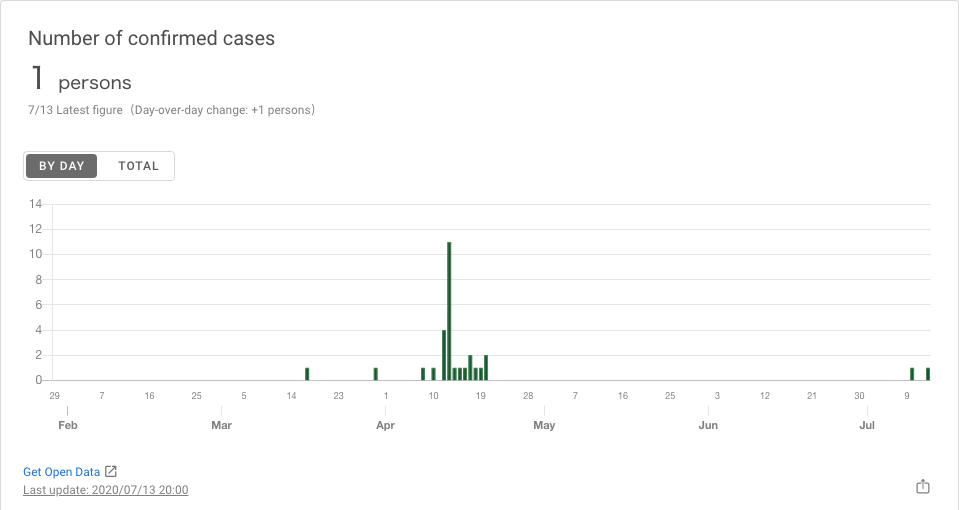 Number of confirmed cases
1 persons
7/13 Latest figure（Day-over-day change: +1 persons）
BY DAY TOTAL
14
12
10
8
6
4
2
0
29 7 16 25 5 14 23 1 10 19 28 7 16 25 3 12 21 30 9
Feb Mar Apr May Jun Jul
Get Open Data
Last update: 2020/07/13 20:00